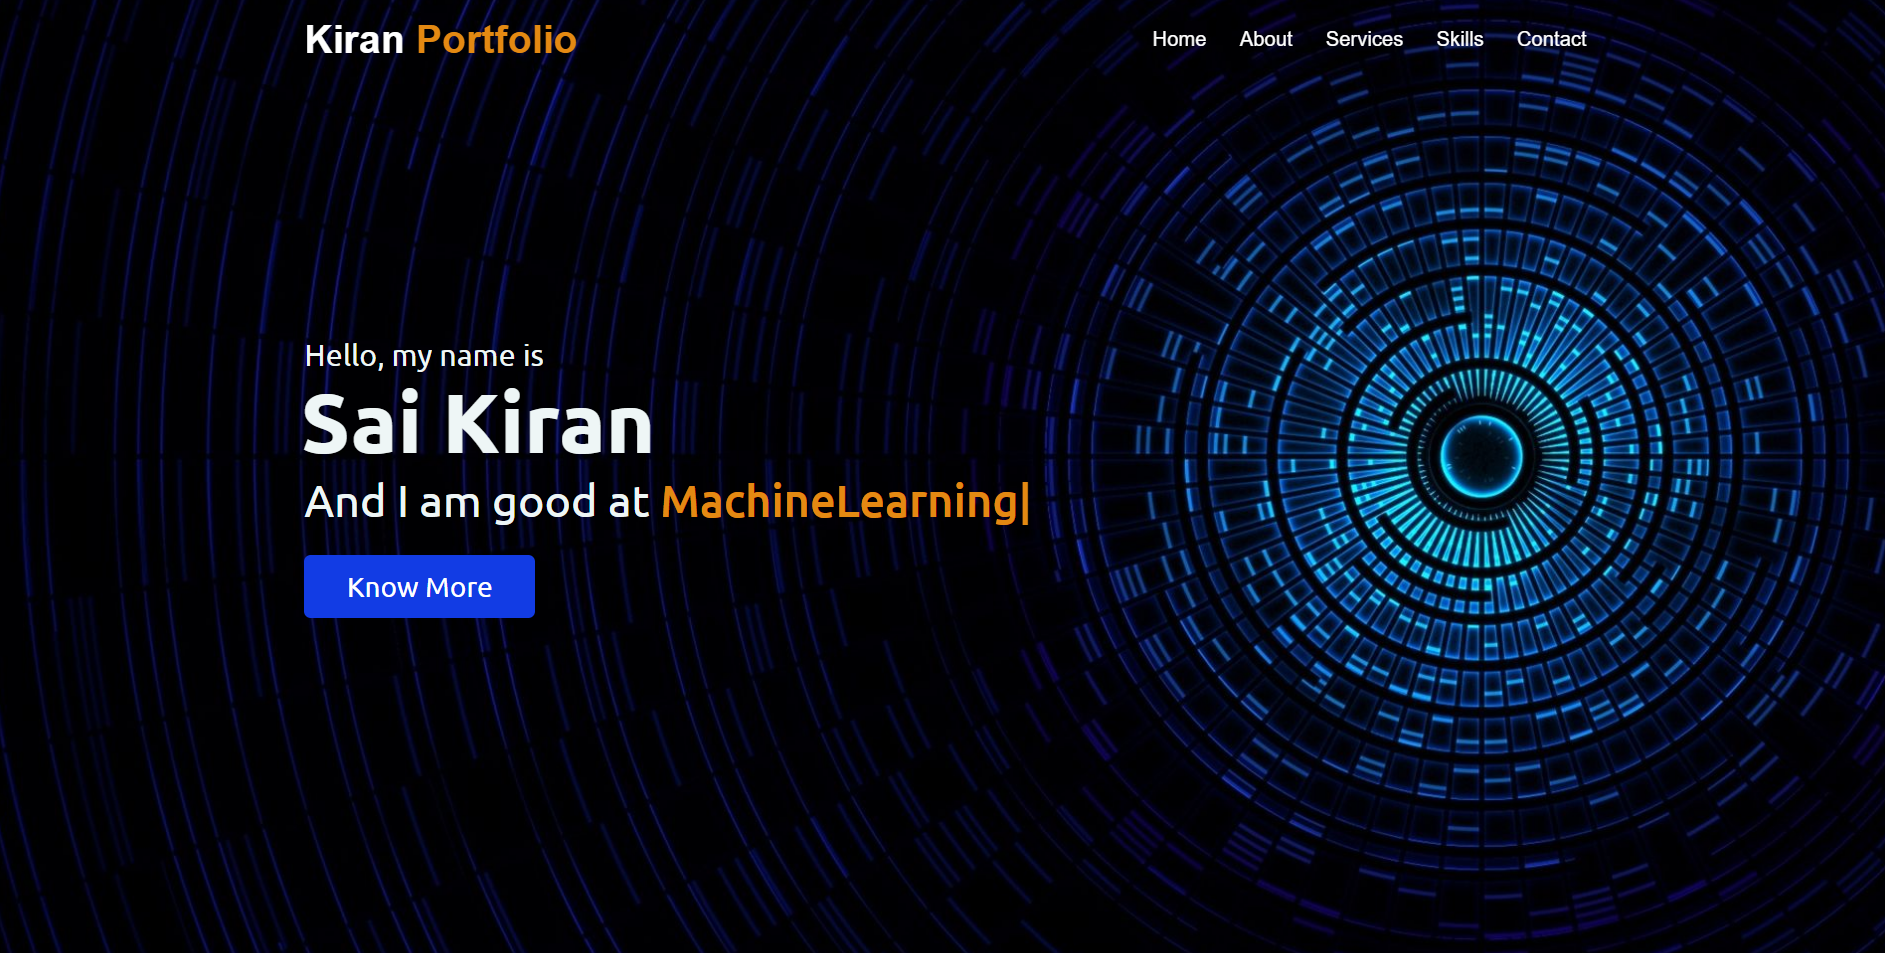 Kiran Portfolio
Home About Services Skills Contact
Hello, my name is
Sai Kiran
And I am good at MachineLearning|
Know More